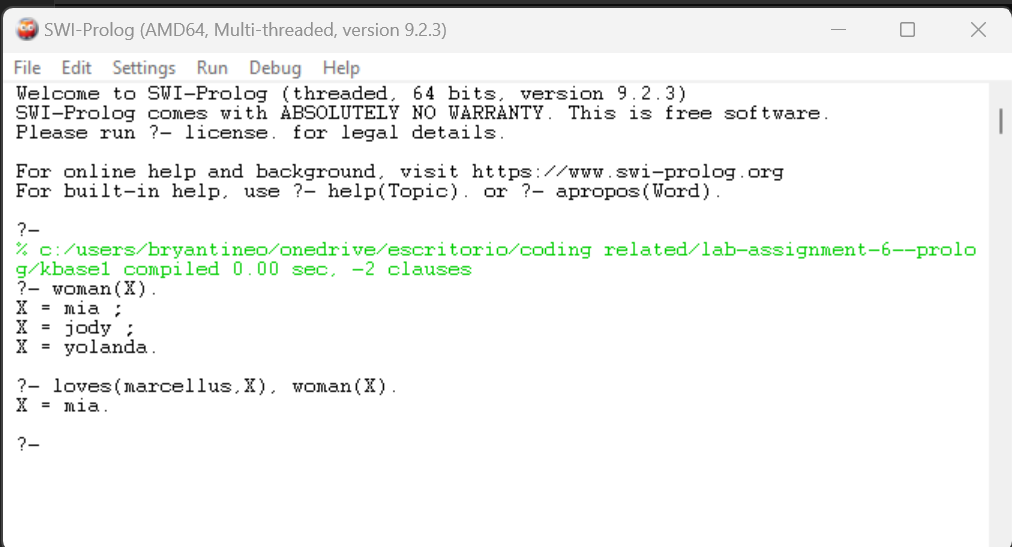 SWI-Prolog (AMD64, Multi-threaded, version 9.2.3)
File Edit Settings Run Debug Help
Welcome to SWI-Prolog (threaded, 64 bits, version 9.2.3)
SWI-Prolog comes with ABSOLUTELY NO WARRANTY. This is free software.
Please run ?- license. for legal details.
For online help and background, visit https://www.swi-prolog.org
For built-in help, use ?- help(Topic). or ?- apropos(Word).
?-
% c:/users/bryantineo/onedrive/escritorio/coding related/lab-assignment-6--prolo
g/kbase1 compiled 0.00 sec, -2 clauses
?- woman(X).
X = mia ;
X = jody ;
X = yolanda.
?- loves(marcellus,X), woman(X).
X = mia.
?-